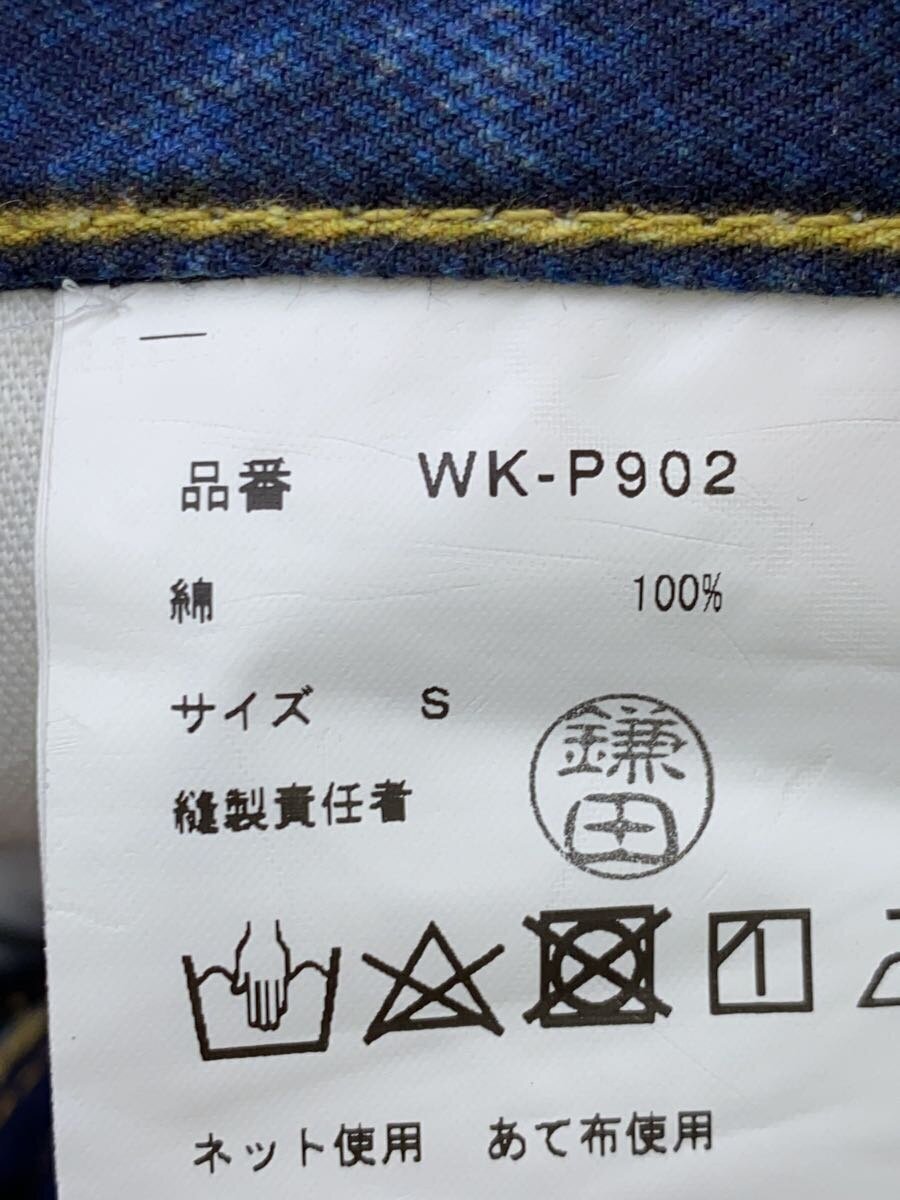 品番 WK-P902
綿 100%
サイズ S
縫製責任者 鎌田
ネット使用 あて布使用